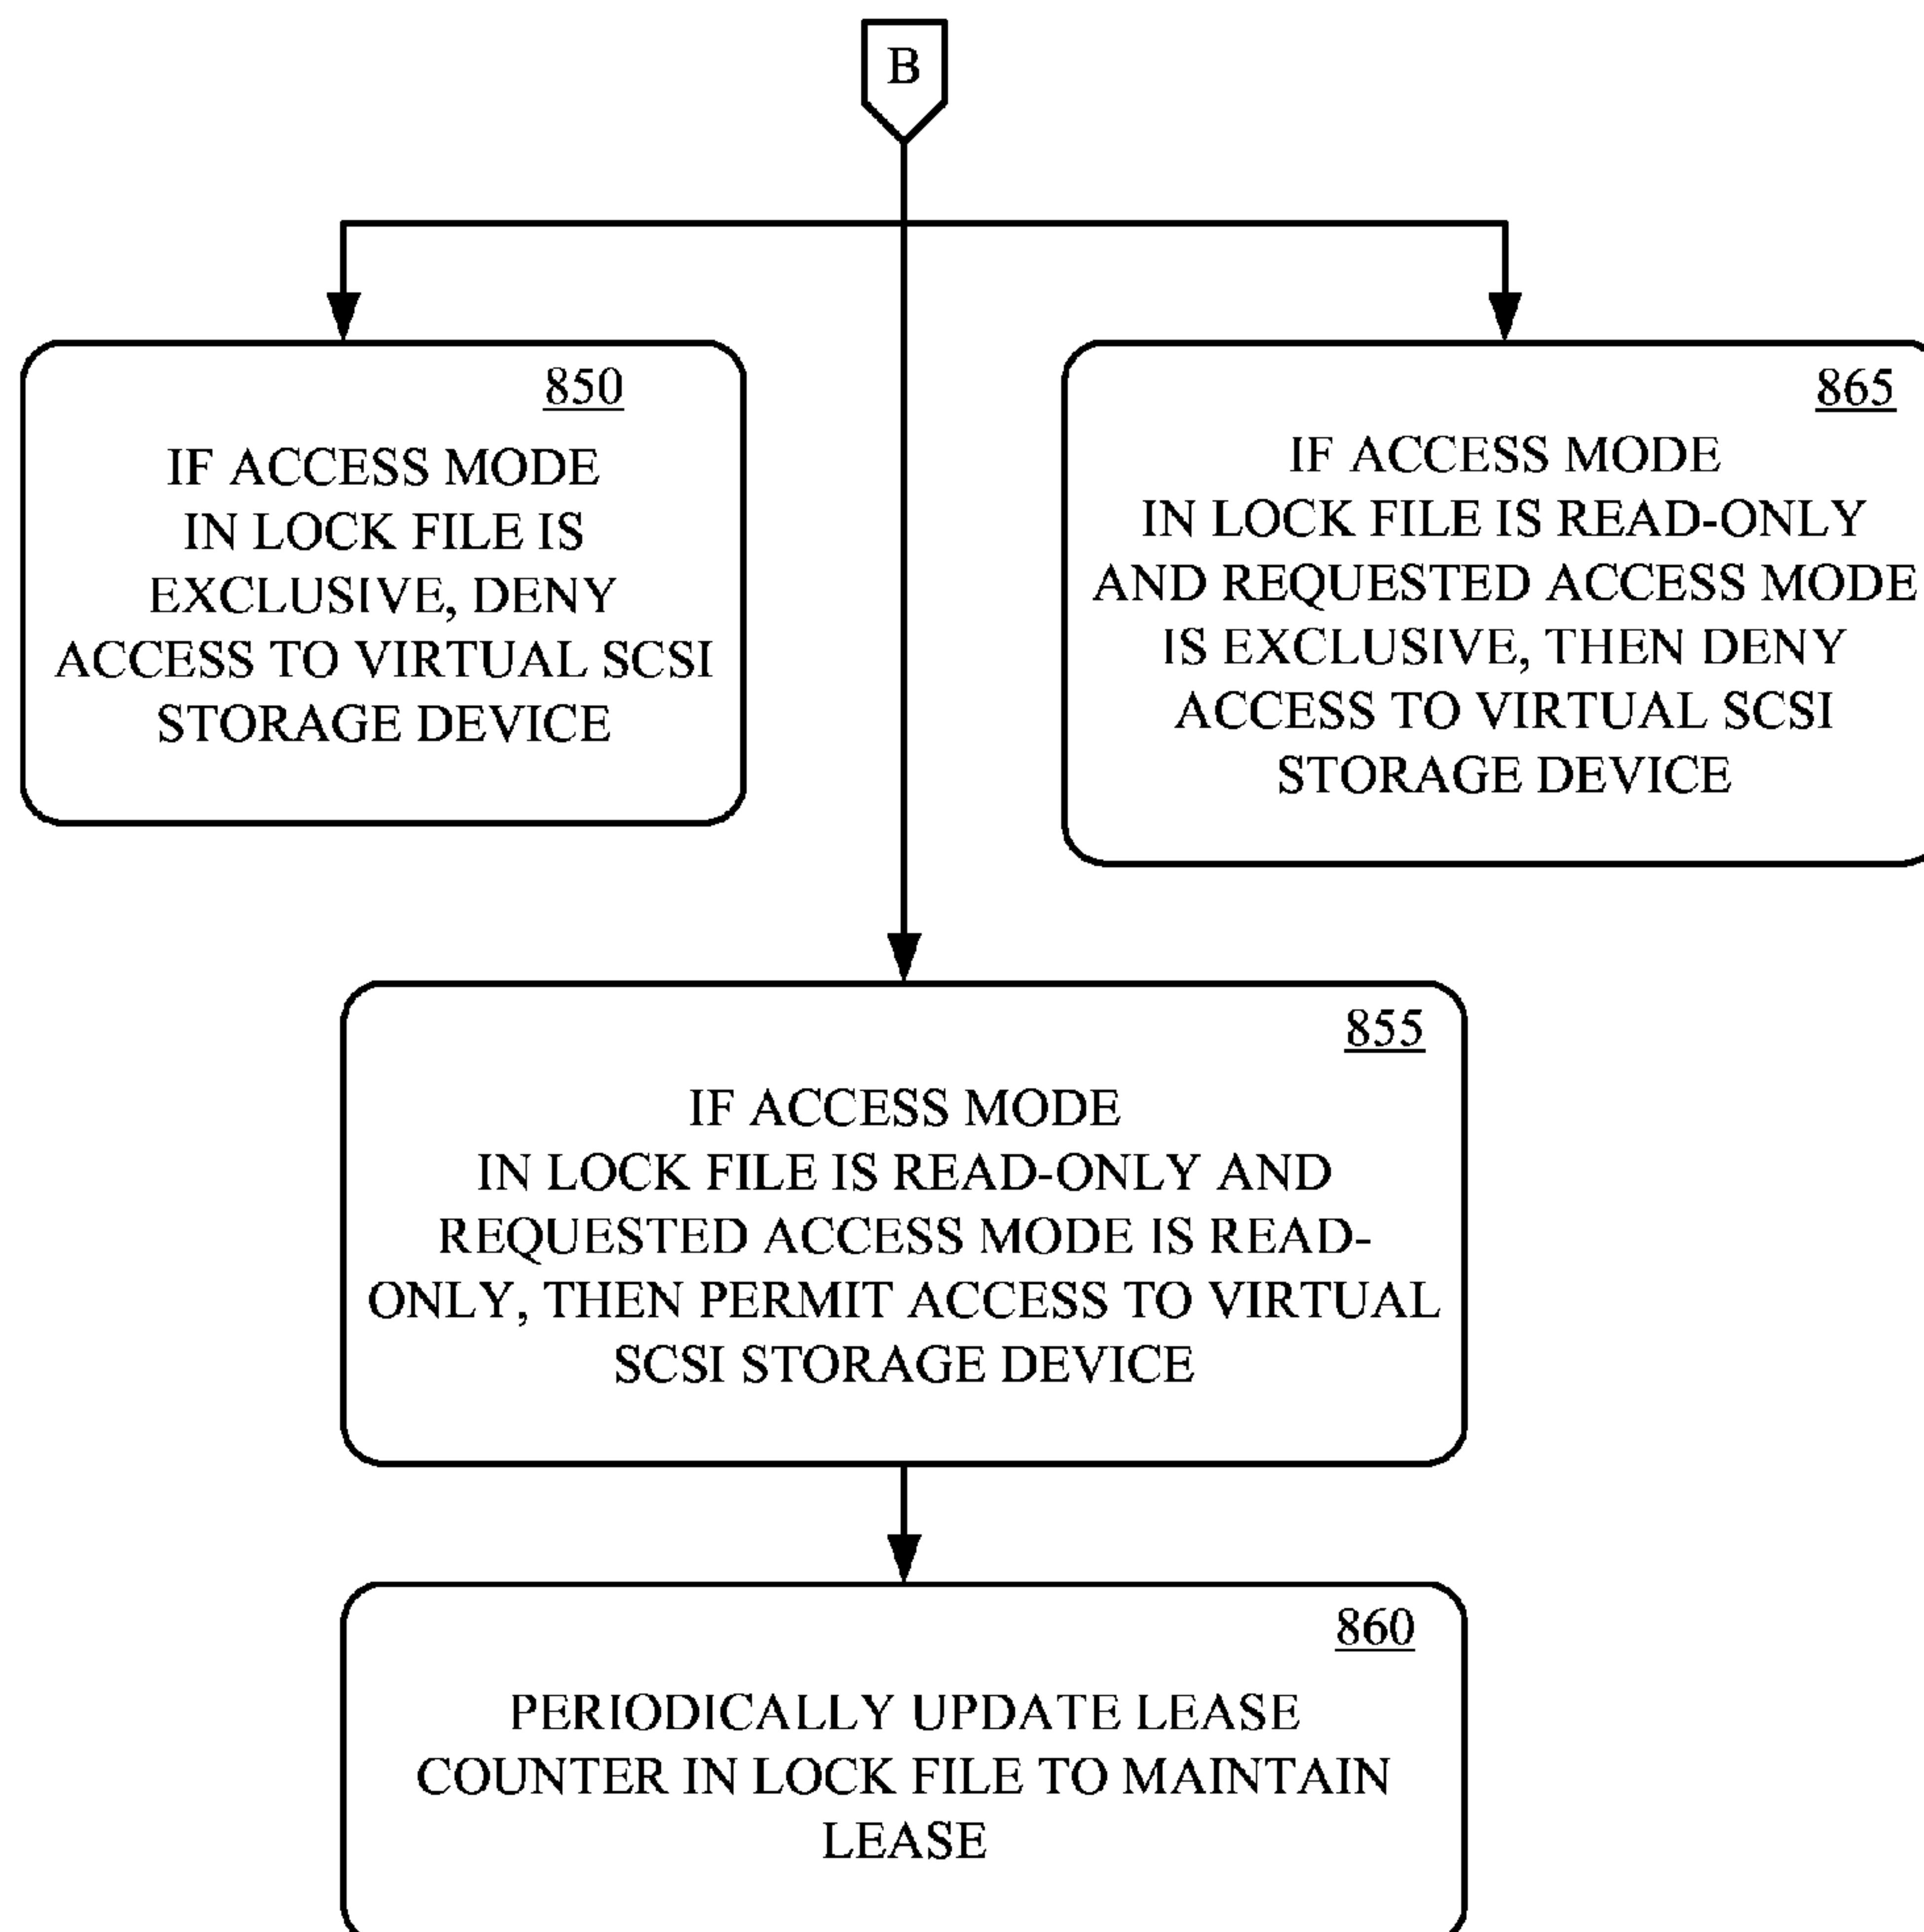 B
850
IF ACCESS MODE
IN LOCK FILE IS
EXCLUSIVE, DENY
ACCESS TO VIRTUAL SCSI
STORAGE DEVICE
865
IF ACCESS MODE
IN LOCK FILE IS READ-ONLY
AND REQUESTED ACCESS MODE
IS EXCLUSIVE, THEN DENY
ACCESS TO VIRTUAL SCSI
STORAGE DEVICE
855
IF ACCESS MODE
IN LOCK FILE IS READ-ONLY AND
REQUESTED ACCESS MODE IS READ-
ONLY, THEN PERMIT ACCESS TO VIRTUAL
SCSI STORAGE DEVICE
860
PERIODICALLY UPDATE LEASE
COUNTER IN LOCK FILE TO MAINTAIN
LEASE